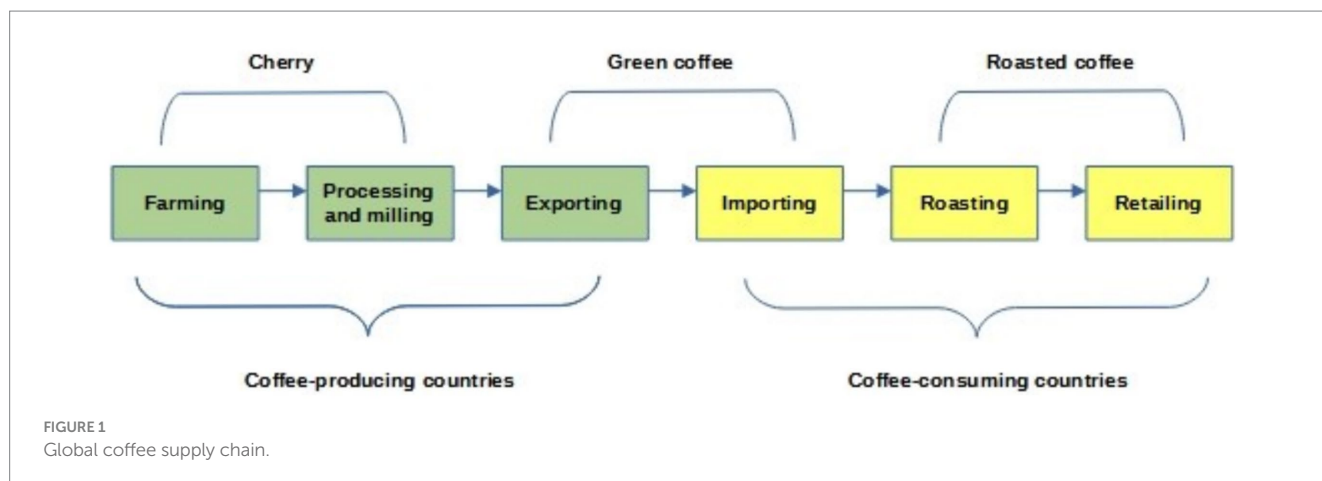 Cherry
Green coffee
Roasted coffee
Farming
Processing
and milling
Exporting
Importing
Roasting
Retailing
Coffee-producing countries
Coffee-consuming countries
FIGURE 1
Global coffee supply chain.